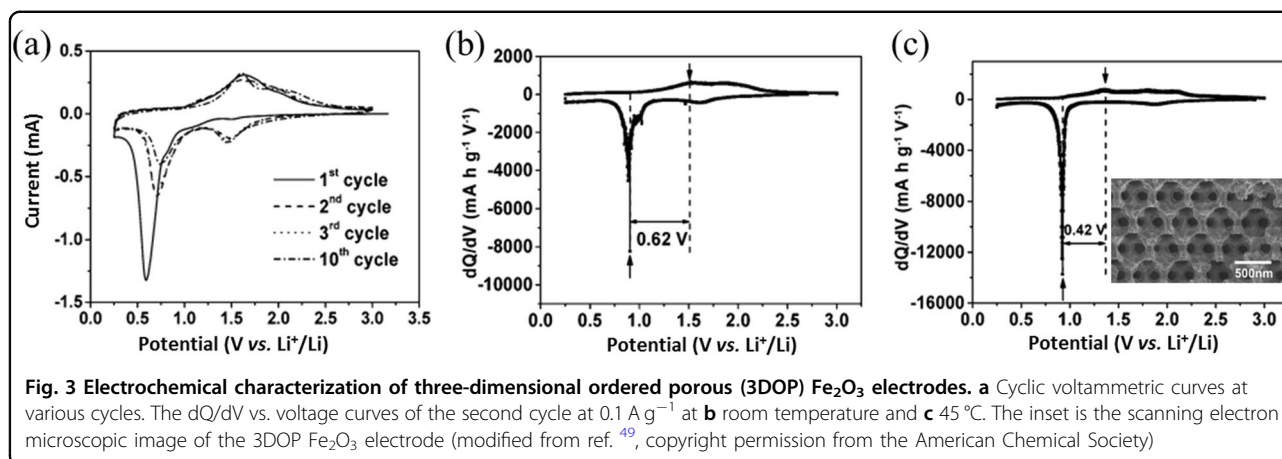 (a)
0.5
0.0
-0.5
-1.0
-1.5
Current (mA)
1st cycle
2nd cycle
3rd cycle
10th cycle
0.0 0.5 1.0 1.5 2.0 2.5 3.0 3.5
Potential (V vs. Li⁺/Li)
(b)
2000
0
-2000
-4000
-6000
-8000
-10000
dQ/dV (mA h g⁻¹ V⁻¹)
0.62 V
0.0 0.5 1.0 1.5 2.0 2.5 3.0
Potential (V vs. Li⁺/Li)
(c)
4000
0
-4000
-8000
-12000
-16000
dQ/dV (mA h g⁻¹ V⁻¹)
0.42 V
500nm
0.0 0.5 1.0 1.5 2.0 2.5 3.0
Potential (V vs. Li⁺/Li)
Fig. 3 Electrochemical characterization of three-dimensional ordered porous (3DOP) Fe₂O₃ electrodes. a Cyclic voltammetric curves at
various cycles. The dQ/dV vs. voltage curves of the second cycle at 0.1 A g⁻¹ at b room temperature and c 45 °C. The inset is the scanning electron
microscopic image of the 3DOP Fe₂O₃ electrode (modified from ref. ⁴⁹, copyright permission from the American Chemical Society)